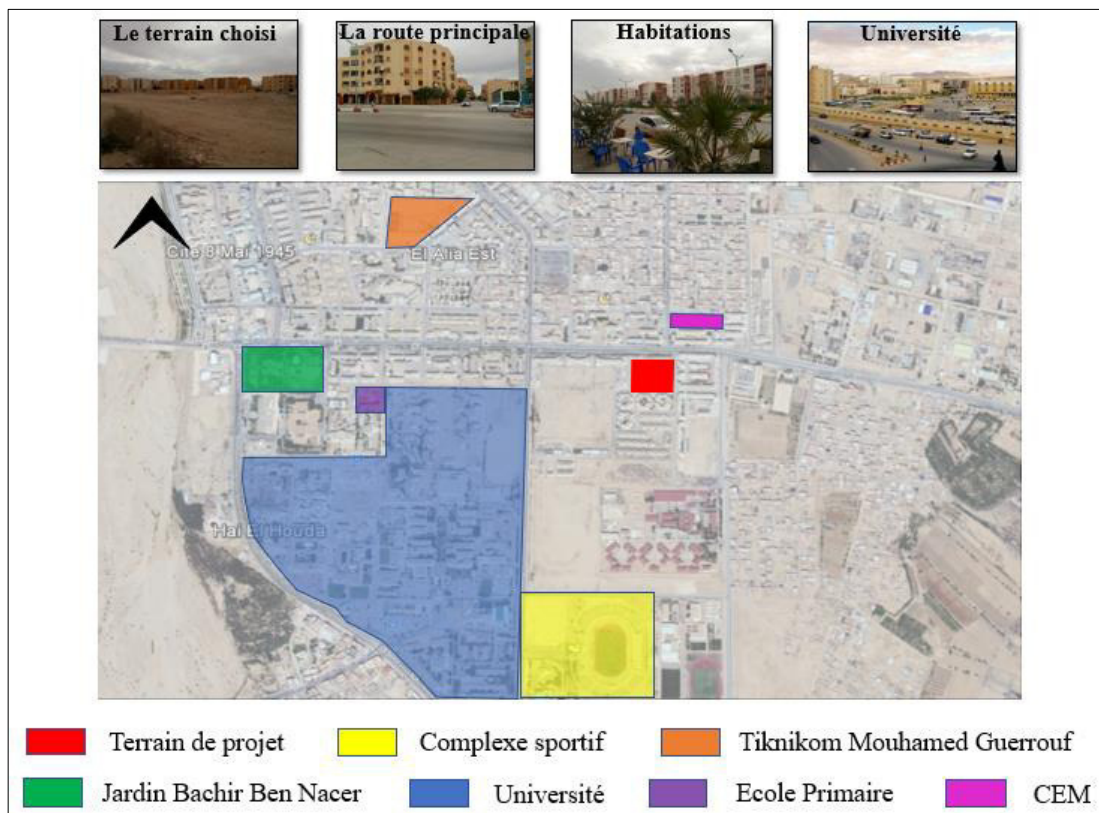 Le terrain choisi
La route principale
Habitations
Université
Cité 8 Mai 1945
El Alia Est
Hai El Houda
Terrain de projet
Complexe sportif
Tiknikom Mouhamed Guerrouf
Jardin Bachir Ben Nacer
Université
Ecole Primaire
CEM